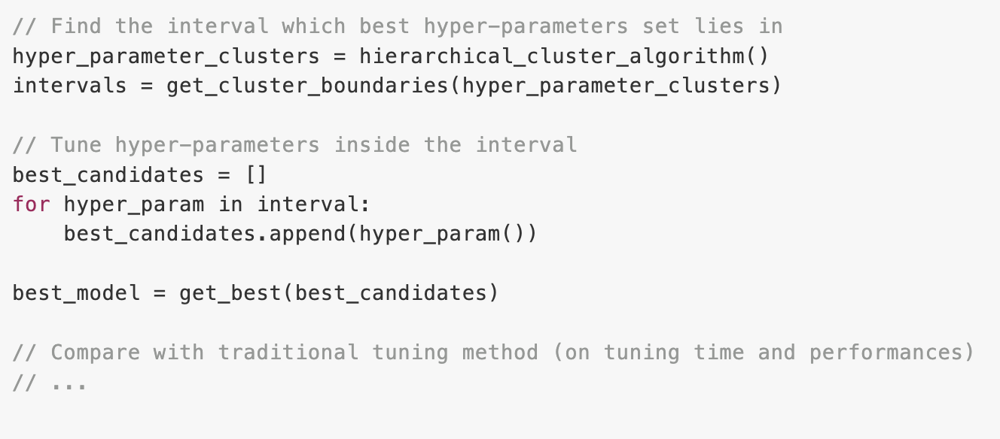 // Find the interval which best hyper-parameters set lies in
hyper_parameter_clusters = hierarchical_cluster_algorithm()
intervals = get_cluster_boundaries(hyper_parameter_clusters)

// Tune hyper-parameters inside the interval
best_candidates = []
for hyper_param in interval:
    best_candidates.append(hyper_param())

best_model = get_best(best_candidates)

// Compare with traditional tuning method (on tuning time and performances)
// ...